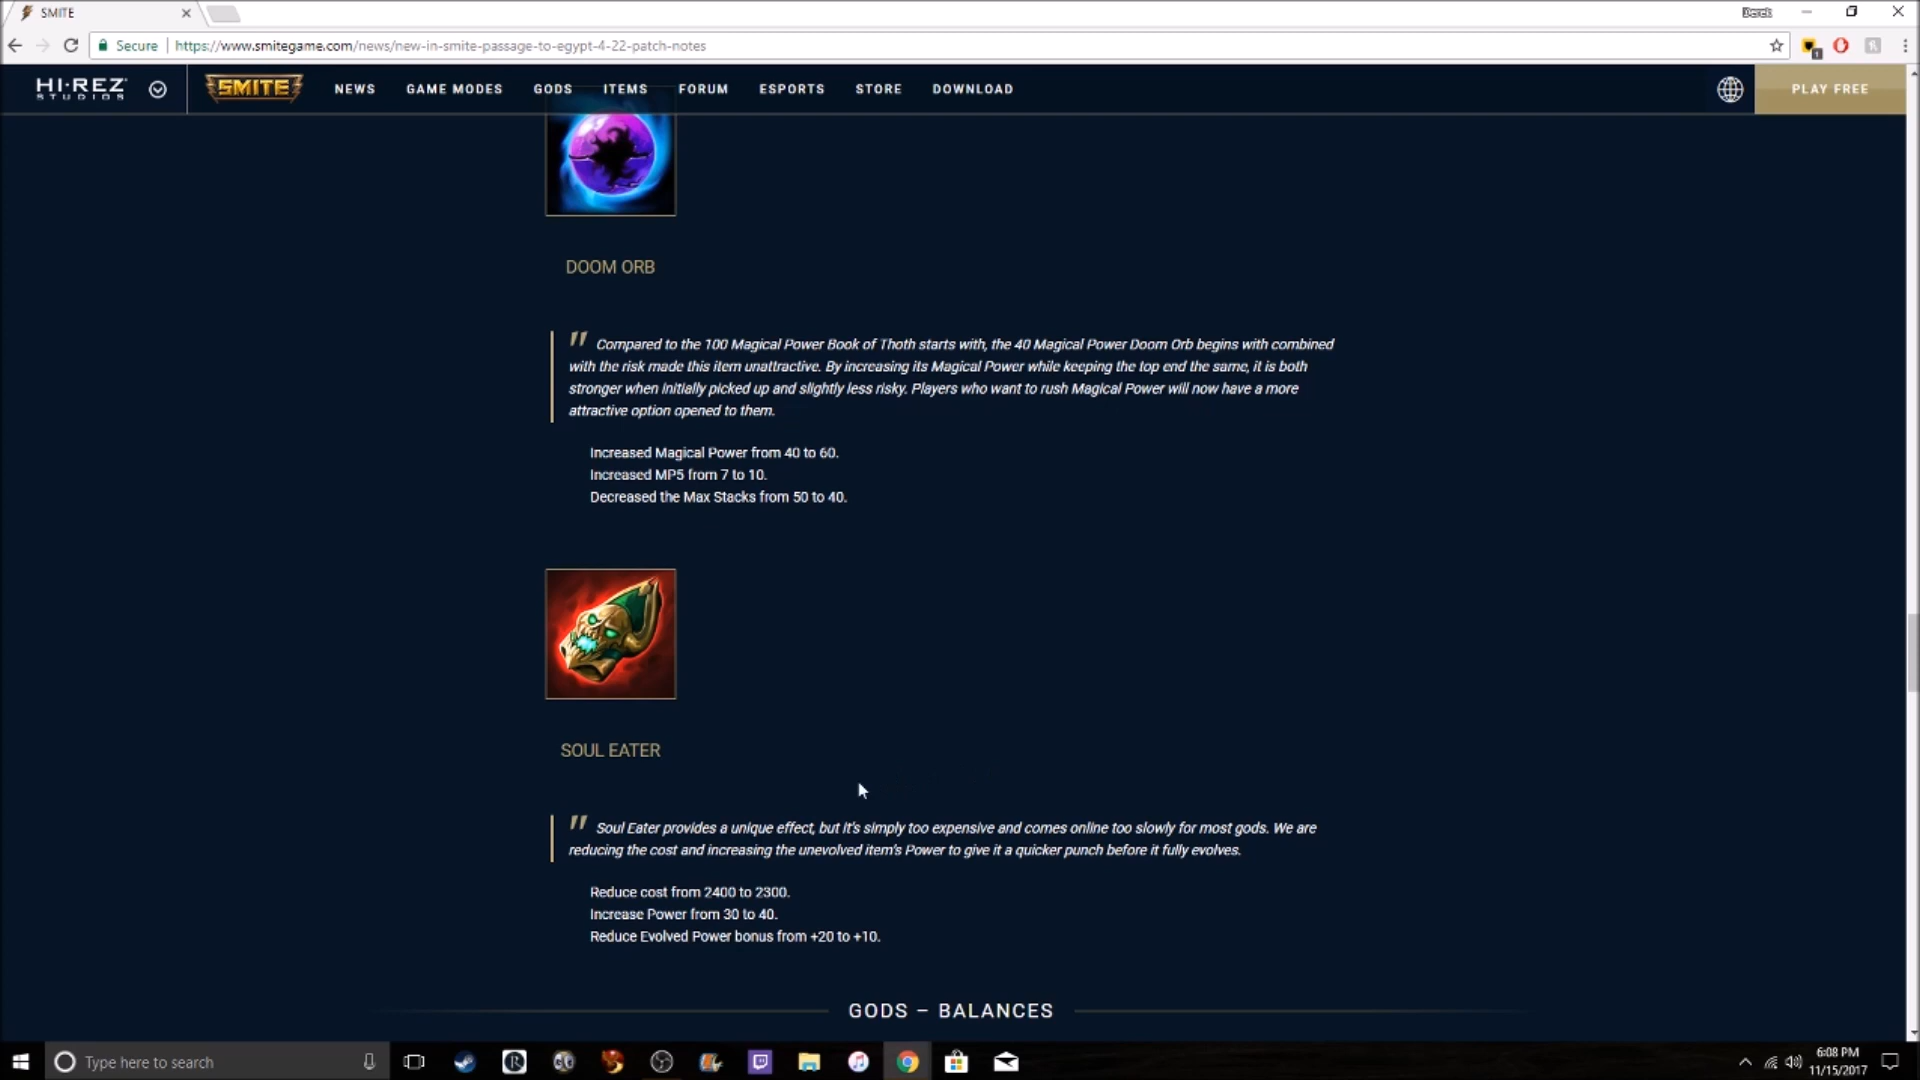 SMITE
Derek
Secure
https://www.smitegame.com/news/new-in-smite-passage-to-egypt-4-22-patch-notes
HI-REZ
STUDIOS
SMITE
NEWS
GAME MODES
GODS
ITEMS
FORUM
ESPORTS
STORE
DOWNLOAD
PLAY FREE
DOOM ORB
" Compared to the 100 Magical Power Book of Thoth starts with, the 40 Magical Power Doom Orb begins with combined
with the risk made this item unattractive. By increasing its Magical Power while keeping the top end the same, it is both
stronger when initially picked up and slightly less risky. Players who want to rush Magical Power will now have a more
attractive option opened to them.
Increased Magical Power from 40 to 60.
Increased MP5 from 7 to 10.
Decreased the Max Stacks from 50 to 40.
SOUL EATER
" Soul Eater provides a unique effect, but it's simply too expensive and comes online too slowly for most gods. We are
reducing the cost and increasing the unevolved item's Power to give it a quicker punch before it fully evolves.
Reduce cost from 2400 to 2300.
Increase Power from 30 to 40.
Reduce Evolved Power bonus from +20 to +10.
GODS – BALANCES
Type here to search
6:08 PM
11/15/2017